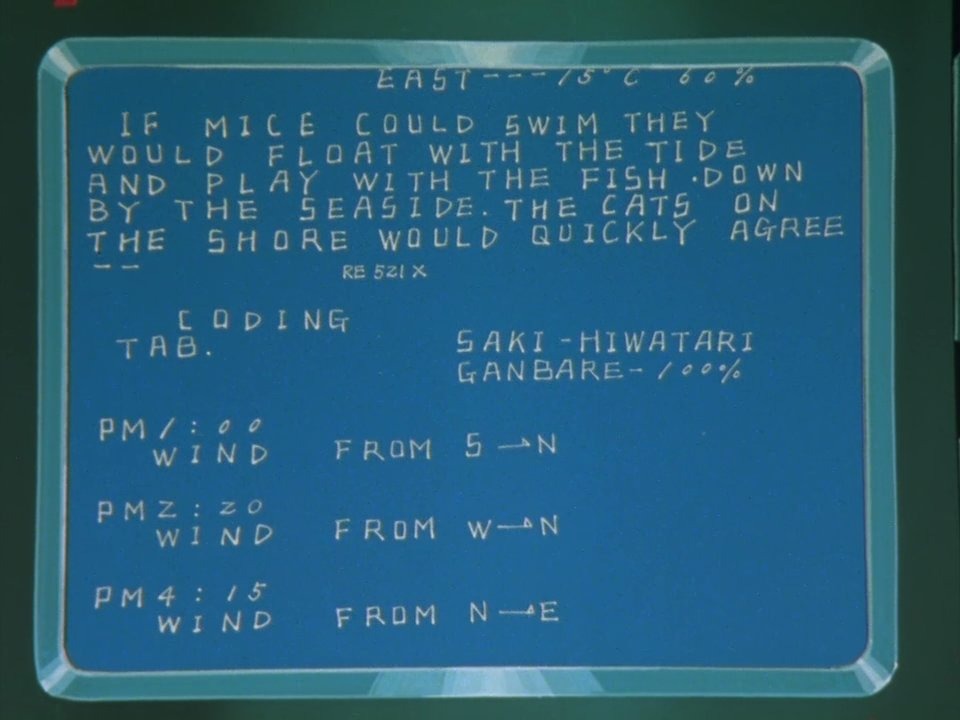 EAST---15°C 60%
IF MICE COULD SWIM THEY
WOULD FLOAT WITH THE TIDE
AND PLAY WITH THE FISH .DOWN
BY THE SEASIDE. THE CATS ON
THE SHORE WOULD QUICKLY AGREE
--
RE 521 X
CODING
TAB.
SAKI-HIWATARI
GANBARE-100%
PM1:00
WIND FROM S→N
PM2:20
WIND FROM W→N
PM4:15
WIND FROM N→E